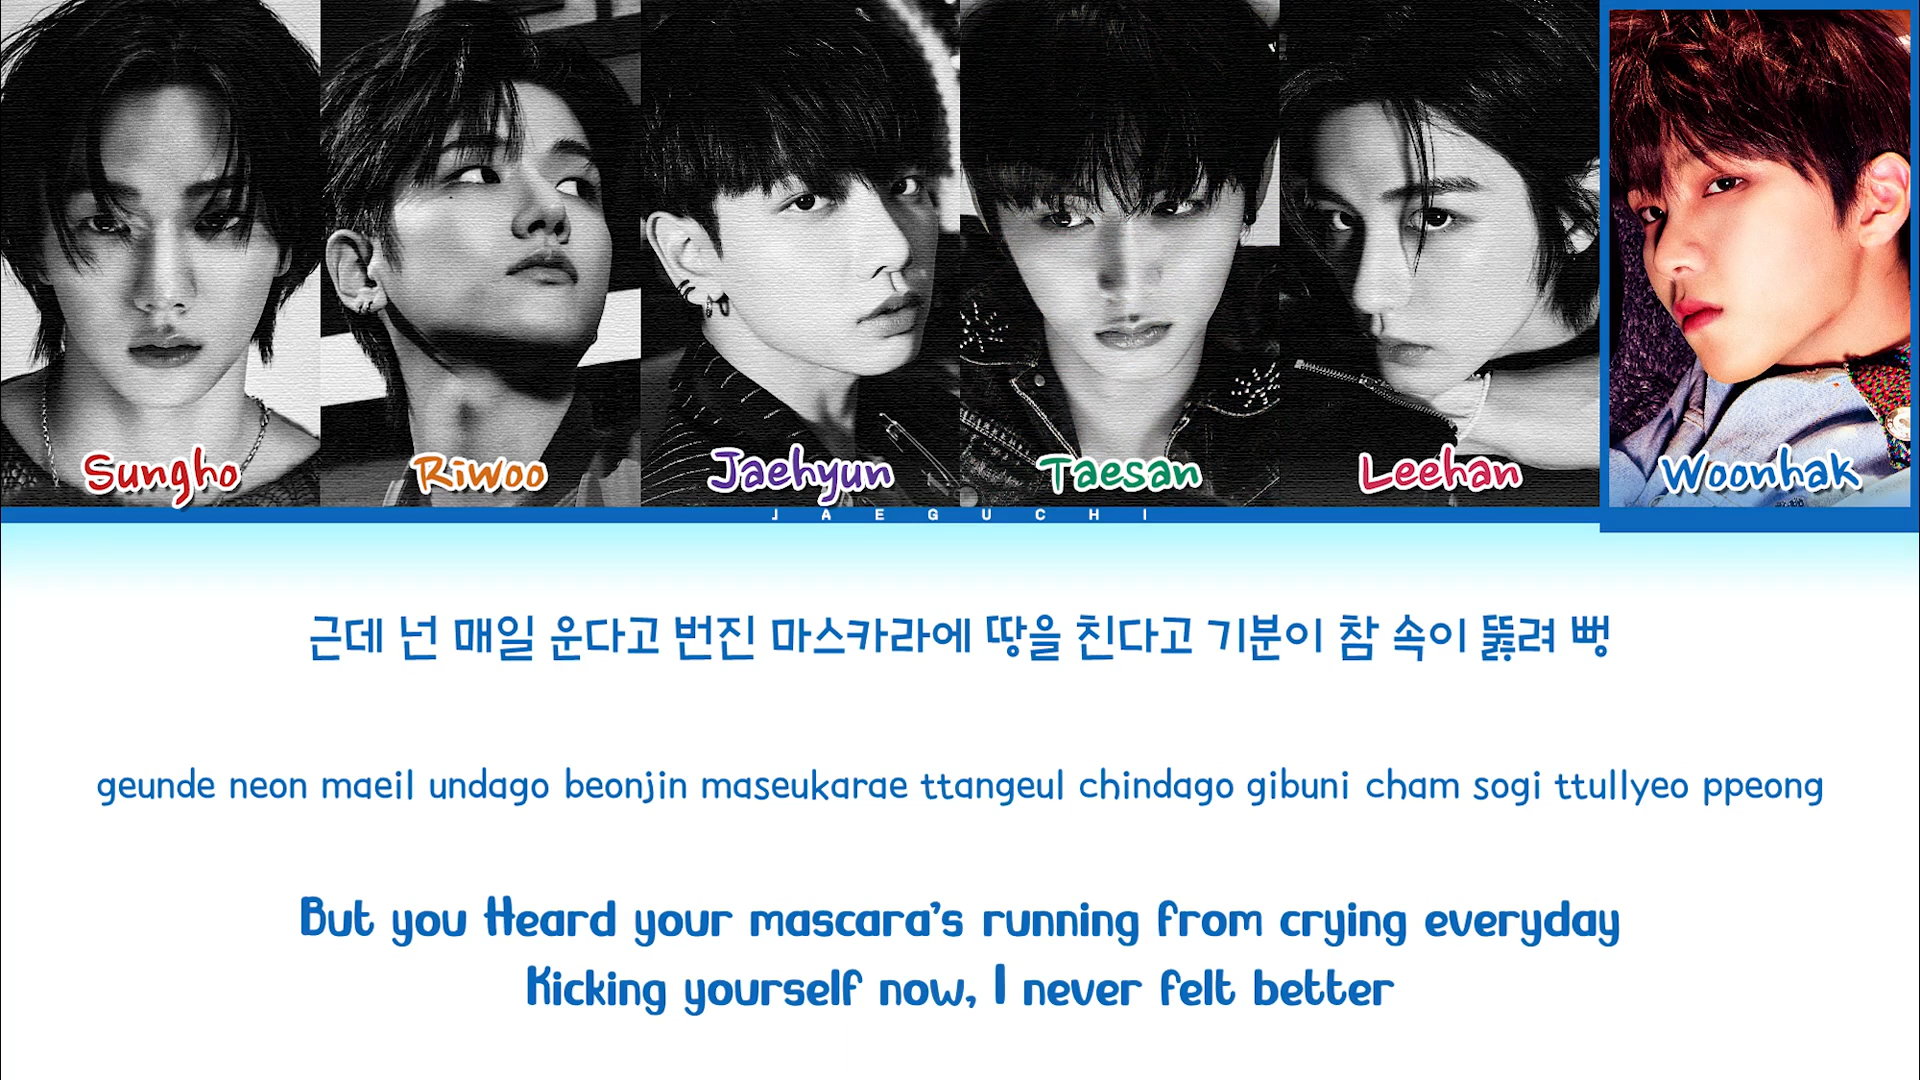 Sungho
Riwoo
Jaehyun
Taesan
Leehan
Woonhak
JAEGUCHI
근데 넌 매일 운다고 번진 마스카라에 땅을 친다고 기분이 참 속이 뚫려 뻥
geunde neon maeil undago beonjin maseukarae ttangeul chindago gibuni cham sogi ttullyeo ppeong
But you Heard your mascara's running from crying everyday
Kicking yourself now, I never felt better